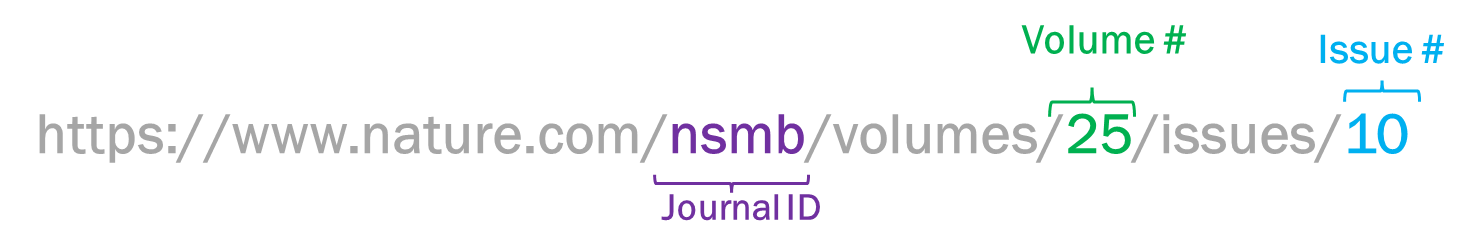 Volume #
Issue #
https://www.nature.com/nsmb/volumes/25/issues/10
Journal ID